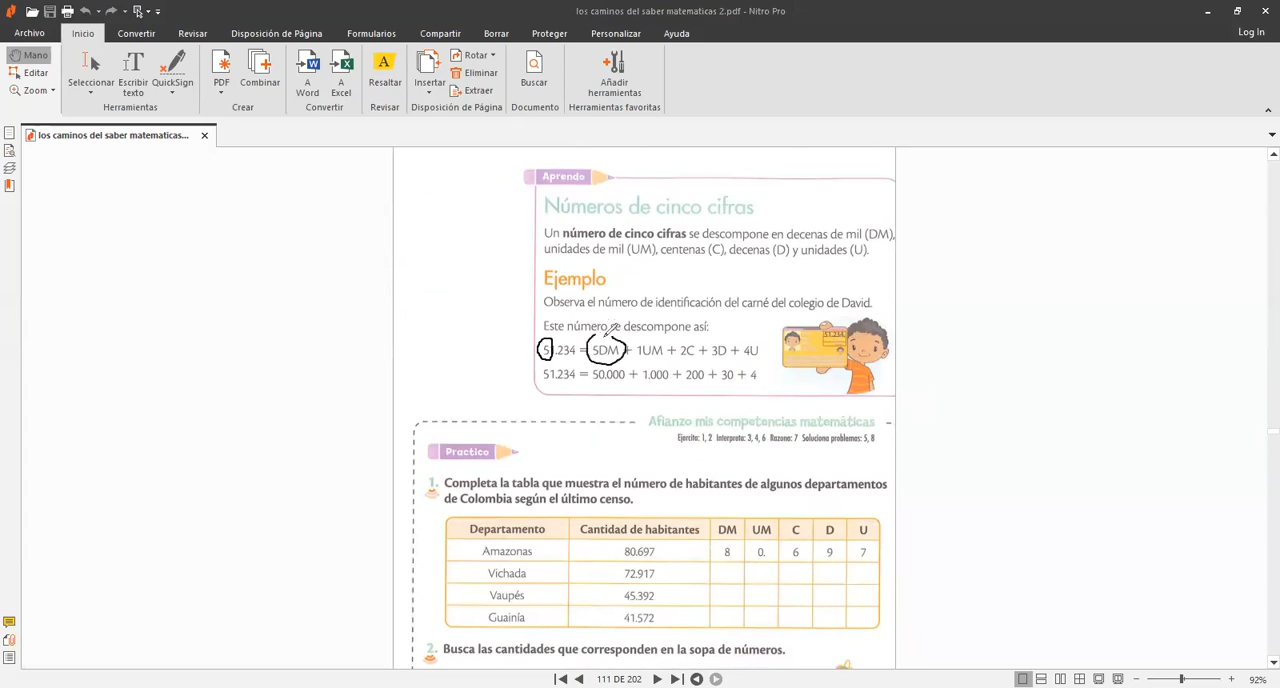 los caminos del saber matematicas 2.pdf - Nitro Pro
Archivo Inicio Convertir Revisar Disposición de Página Formularios Compartir Borrar Proteger Personalizar Ayuda Log In
Mano
Editar
Zoom
Seleccionar Escribir texto QuickSign
Herramientas
PDF Combinar
Crear
A Word A Excel
Convertir
Resaltar
Revisar
Insertar Rotar
Eliminar
Extraer
Disposición de Página
Buscar
Documento
Añadir herramientas
Herramientas favoritas
los caminos del saber matematicas...
Aprendo
Números de cinco cifras
Un número de cinco cifras se descompone en decenas de mil (DM),
unidades de mil (UM), centenas (C), decenas (D) y unidades (U).
Ejemplo
Observa el número de identificación del carné del colegio de David.
Este número se descompone así:
51.234 = 5DM + 1UM + 2C + 3D + 4U
51.234 = 50.000 + 1.000 + 200 + 30 + 4
Afianzo mis competencias matemáticas
Ejercita: 1, 2 Interpreta: 3, 4, 6 Razona: 7 Soluciona problemas: 5, 8
Practico
1. Completa la tabla que muestra el número de habitantes de algunos departamentos
de Colombia según el último censo.
Departamento Cantidad de habitantes DM UM C D U
Amazonas 80.697 8 0. 6 9 7
Vichada 72.917
Vaupés 45.392
Guainía 41.572
2. Busca las cantidades que corresponden en la sopa de números.
111 DE 202
92%